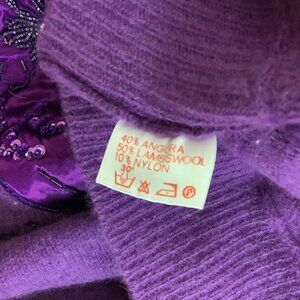 40% ANGORA
50% LAMBSWOOL
10% NYLON
30°
P